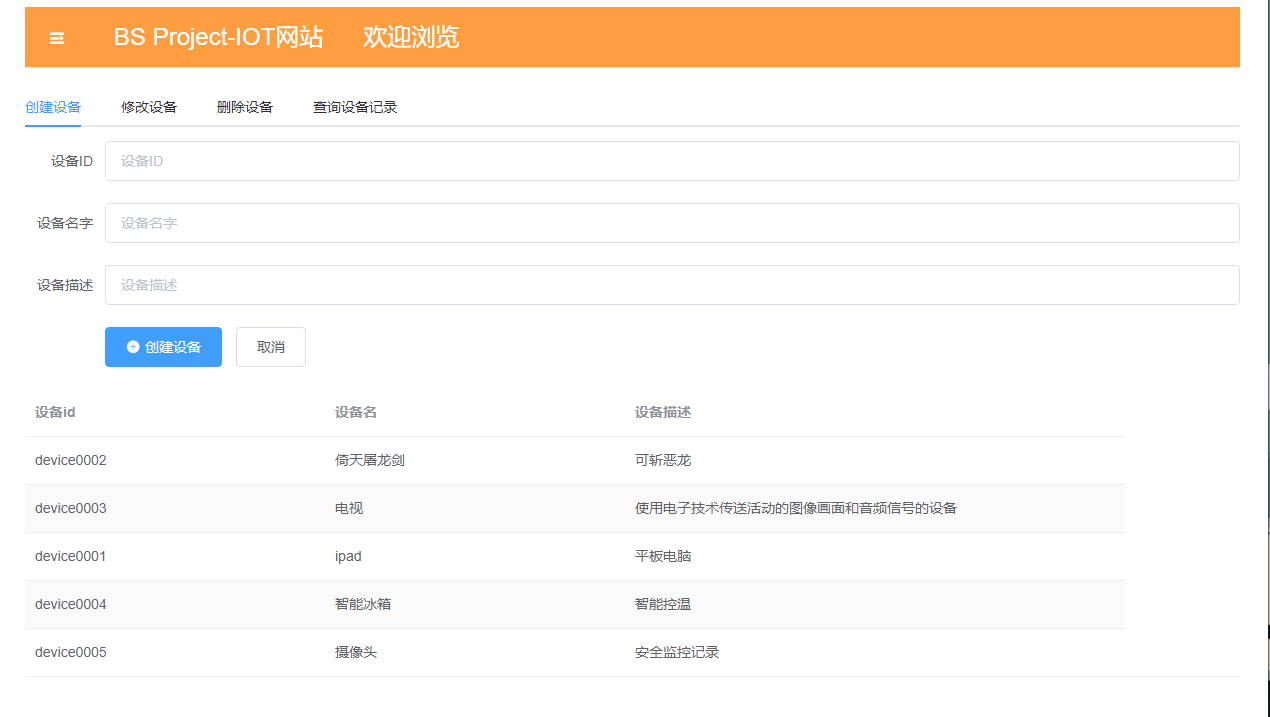 BS Project-IOT网站 欢迎浏览
创建设备 修改设备 删除设备 查询设备记录
设备ID 设备ID
设备名字 设备名字
设备描述 设备描述
创建设备 取消
设备id 设备名 设备描述
device0002 倚天屠龙剑 可斩恶龙
device0003 电视 使用电子技术传送活动的图像画面和音频信号的设备
device0001 ipad 平板电脑
device0004 智能冰箱 智能控温
device0005 摄像头 安全监控记录